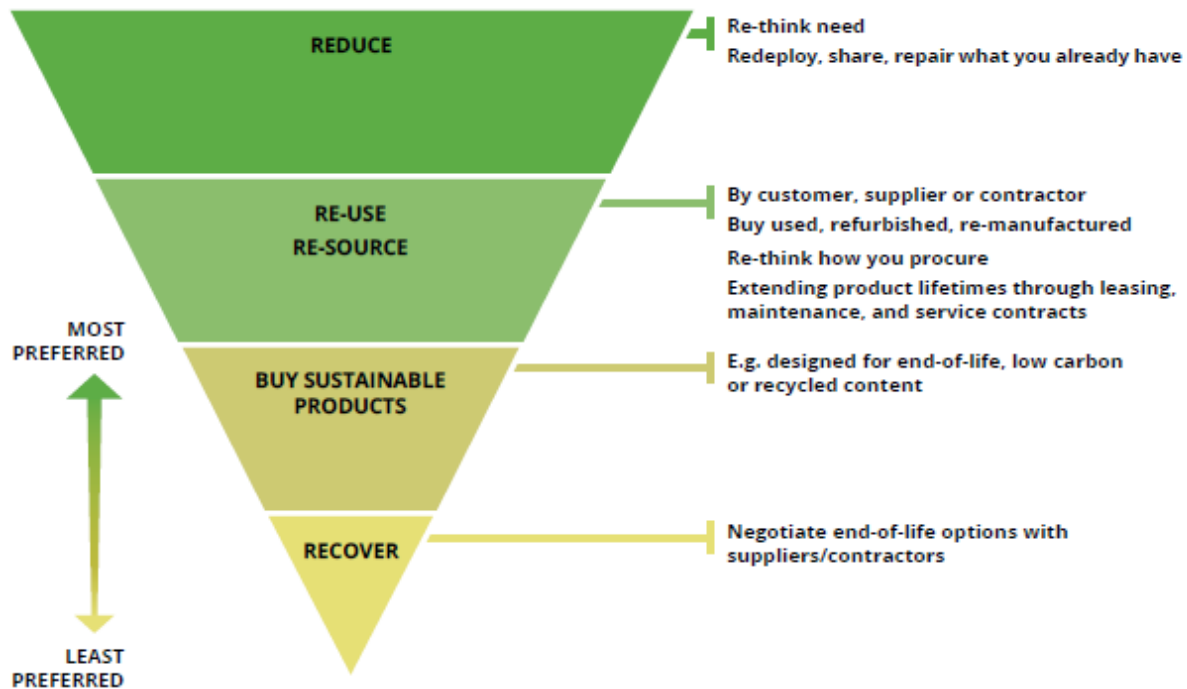 REDUCE
Re-think need
Redeploy, share, repair what you already have
RE-USE
RE-SOURCE
By customer, supplier or contractor
Buy used, refurbished, re-manufactured
Re-think how you procure
Extending product lifetimes through leasing,
maintenance, and service contracts
MOST
PREFERRED
BUY SUSTAINABLE
PRODUCTS
E.g. designed for end-of-life, low carbon
or recycled content
RECOVER
Negotiate end-of-life options with
suppliers/contractors
LEAST
PREFERRED